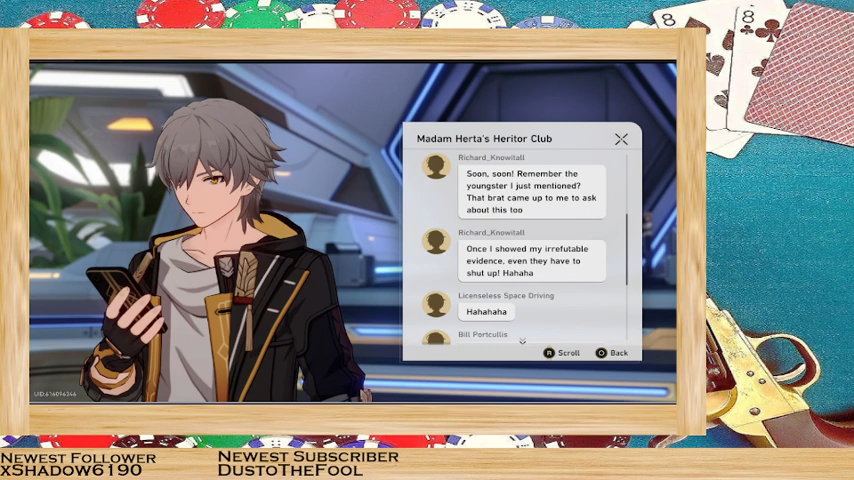 Madam Herta's Heritor Club
Richard_Knowitall
Soon, soon! Remember the
youngster I just mentioned?
That brat came up to me to ask
about this too
Richard_Knowitall
Once I showed my irrefutable
evidence, even they have to
shut up! Hahaha
Licenseless Space Driving
Hahahaha
Bill Portcullis
R Scroll
Back
8
8
NEWEST FOLLOWER
xSHADOW6190
NEWEST SUBSCRIBER
DUSTOTHEFOOL